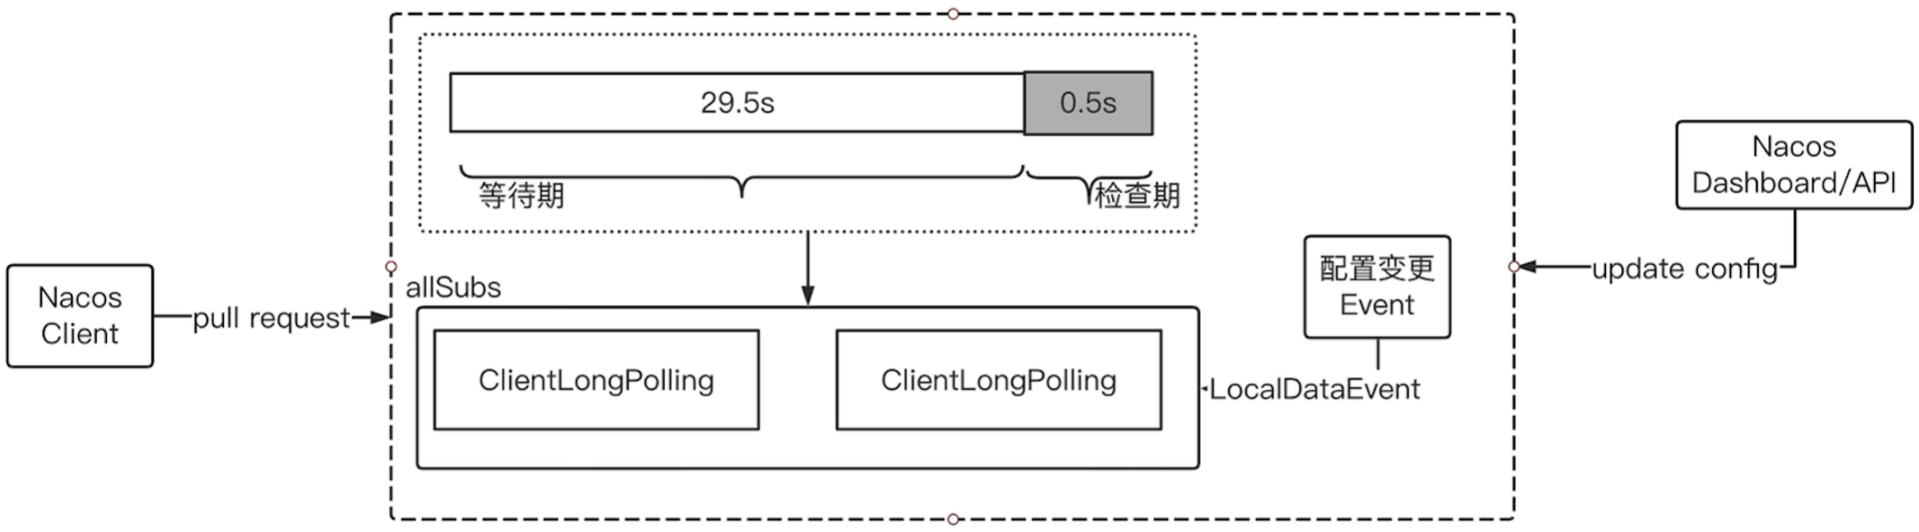 29.5s
0.5s
等待期
检查期
Nacos
Client
pull request
allSubs
ClientLongPolling
ClientLongPolling
配置变更
Event
LocalDataEvent
Nacos
Dashboard/API
update config